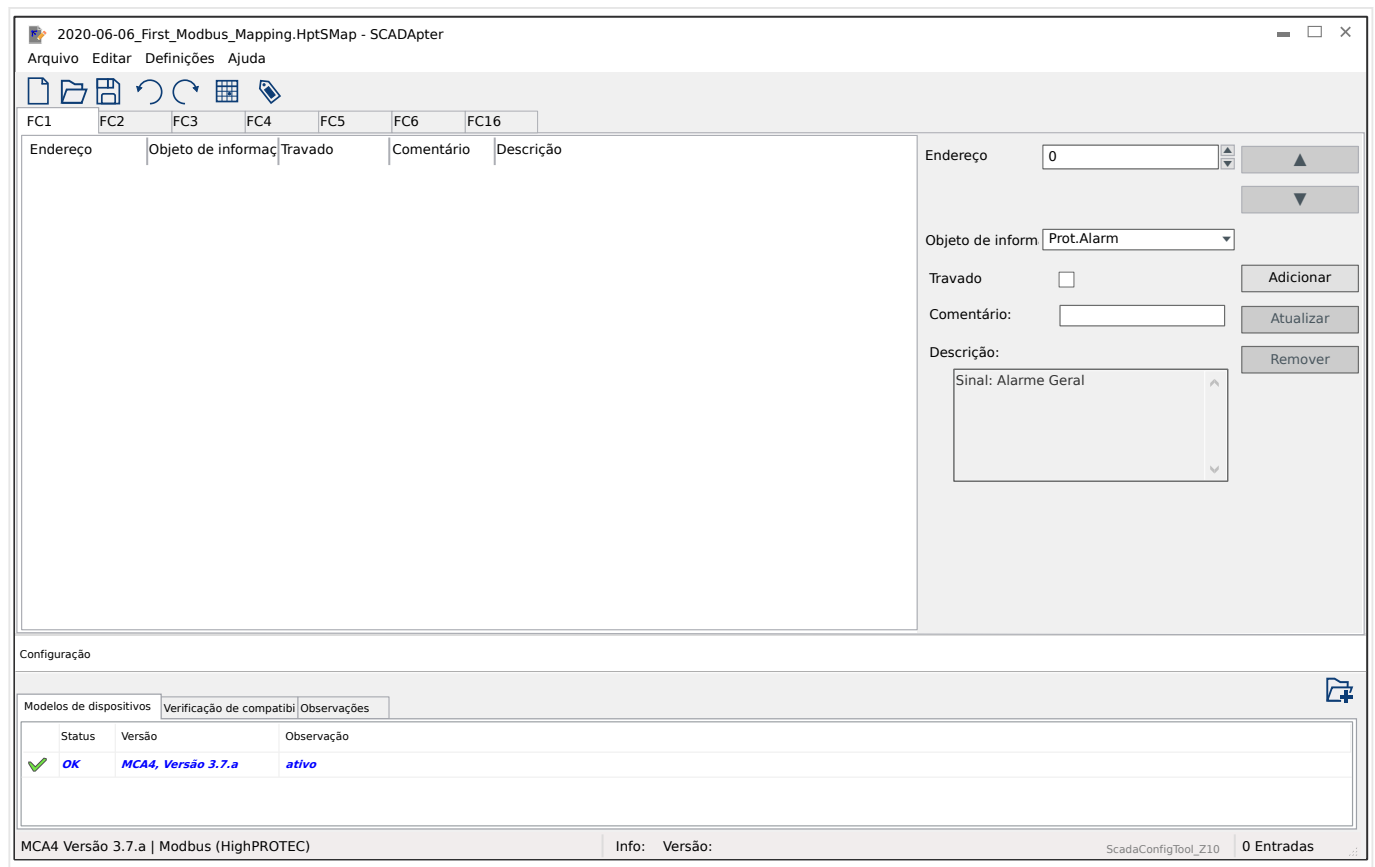 2020-06-06_First_Modbus_Mapping.HptSMap - SCADApter
Arquivo Editar Definições Ajuda
FC1 FC2 FC3 FC4 FC5 FC6 FC16
Endereço Objeto de informaç Travado Comentário Descrição
Endereço 0
▲
▼
Objeto de inform Prot.Alarm
Travado Adicionar
Comentário: Atualizar
Descrição: Remover
Sinal: Alarme Geral
Configuração
Modelos de dispositivos Verificação de compatibi Observações
Status Versão Observação
OK MCA4, Versão 3.7.a ativo
MCA4 Versão 3.7.a | Modbus (HighPROTEC) Info: Versão: ScadaConfigTool_Z10 0 Entradas